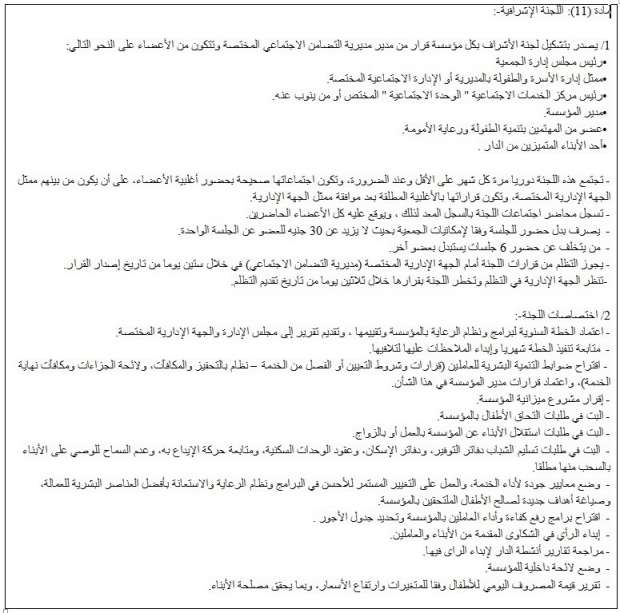 مادة (11): اللجنة الإشرافية:-
1/ يصدر بتشكيل لجنة الأشراف بكل مؤسسة قرار من مدير مديرية التضامن الاجتماعي المختصة وتتكون من الأعضاء على النحو التالي:
•رئيس مجلس إدارة الجمعية
•ممثل إدارة الأسرة والطفولة بالمديرية أو الإدارة الاجتماعية المختصة.
•رئيس مركز الخدمات الاجتماعية " الوحدة الاجتماعية " المختص أو من ينوب عنه.
•مدير المؤسسة.
•عضو من المهتمين بتنمية الطفولة ورعاية الأمومة.
•أحد الأبناء المتميزين من الدار .
- تجتمع هذه اللجنة دوريا مرة كل شهر على الأقل وعند الضرورة، وتكون اجتماعاتها صحيحة بحضور أغلبية الأعضاء، على أن يكون من بينهم ممثل
الجهة الإدارية المختصة، وتكون قراراتها بالأغلبية المطلقة بعد موافقة ممثل الجهة الإدارية.
- تسجل محاضر اجتماعات اللجنة بالسجل المعد لذلك ، ويوقع عليه كل الأعضاء الحاضرين.
- يصرف بدل حضور للجلسة وفقا لإمكانيات الجمعية بحيث لا يزيد عن 30 جنيه للعضو عن الجلسة الواحدة.
- من يتخلف عن حضور 6 جلسات يستبدل بعضو أخر.
- يجوز التظلم من قرارات اللجنة أمام الجهة الإدارية المختصة (مديرية التضامن الاجتماعي) في خلال ستين يوما من تاريخ إصدار القرار.
-تنظر الجهة الإدارية في التظلم وتخطر اللجنة بقرارها خلال ثلاثين يوما من تاريخ تقديم التظلم.
2/ اختصاصات اللجنة:-
- اعتماد الخطة السنوية لبرامج ونظام الرعاية بالمؤسسة وتقييمها ، وتقديم تقرير إلى مجلس الإدارة والجهة الإدارية المختصة.
- متابعة تنفيذ الخطة شهريا وإبداء الملاحظات عليها لتلافيها.
- اقتراح ضوابط التنمية البشرية للعاملين (قرارات وشروط التعيين أو الفصل من الخدمة – نظام بالتحفيز والمكافآت، ولائحة الجزاءات ومكافآت نهاية
الخدمة)، واعتماد قرارات مدير المؤسسة في هذا الشأن.
- إقرار مشروع ميزانية المؤسسة.
- البت في طلبات التحاق الأطفال بالمؤسسة.
- البت في طلبات استقلال الأبناء عن المؤسسة بالعمل أو بالزواج.
- البت في طلبات تسليم الشباب دفاتر التوفير، ودفاتر الإسكان، وعقود الوحدات السكنية، ومتابعة حركة الإيداع به، وعدم السماح للوصي على الأبناء
بالسحب منها مطلقا.
- وضع معايير جودة لأداء الخدمة، والعمل على التغيير المستمر للأحسن في البرامج ونظام الرعاية والاستعانة بأفضل العناصر البشرية للعمالة،
وصياغة أهداف جديدة لصالح الأطفال الملتحقين بالمؤسسة.
- اقتراح برامج رفع كفاءة وأداء العاملين بالمؤسسة وتحديد جدول الأجور .
- إبداء الرأي في الشكاوى المقدمة من الأبناء والعاملين.
- مراجعة تقارير أنشطة الدار لإبداء الراى فيها.
- وضع لائحة داخلية للمؤسسة.
- تقرير قيمة المصروف اليومي للأطفال وفقا للمتغيرات وارتفاع الأسعار، وبما يحقق مصلحة الأبناء.